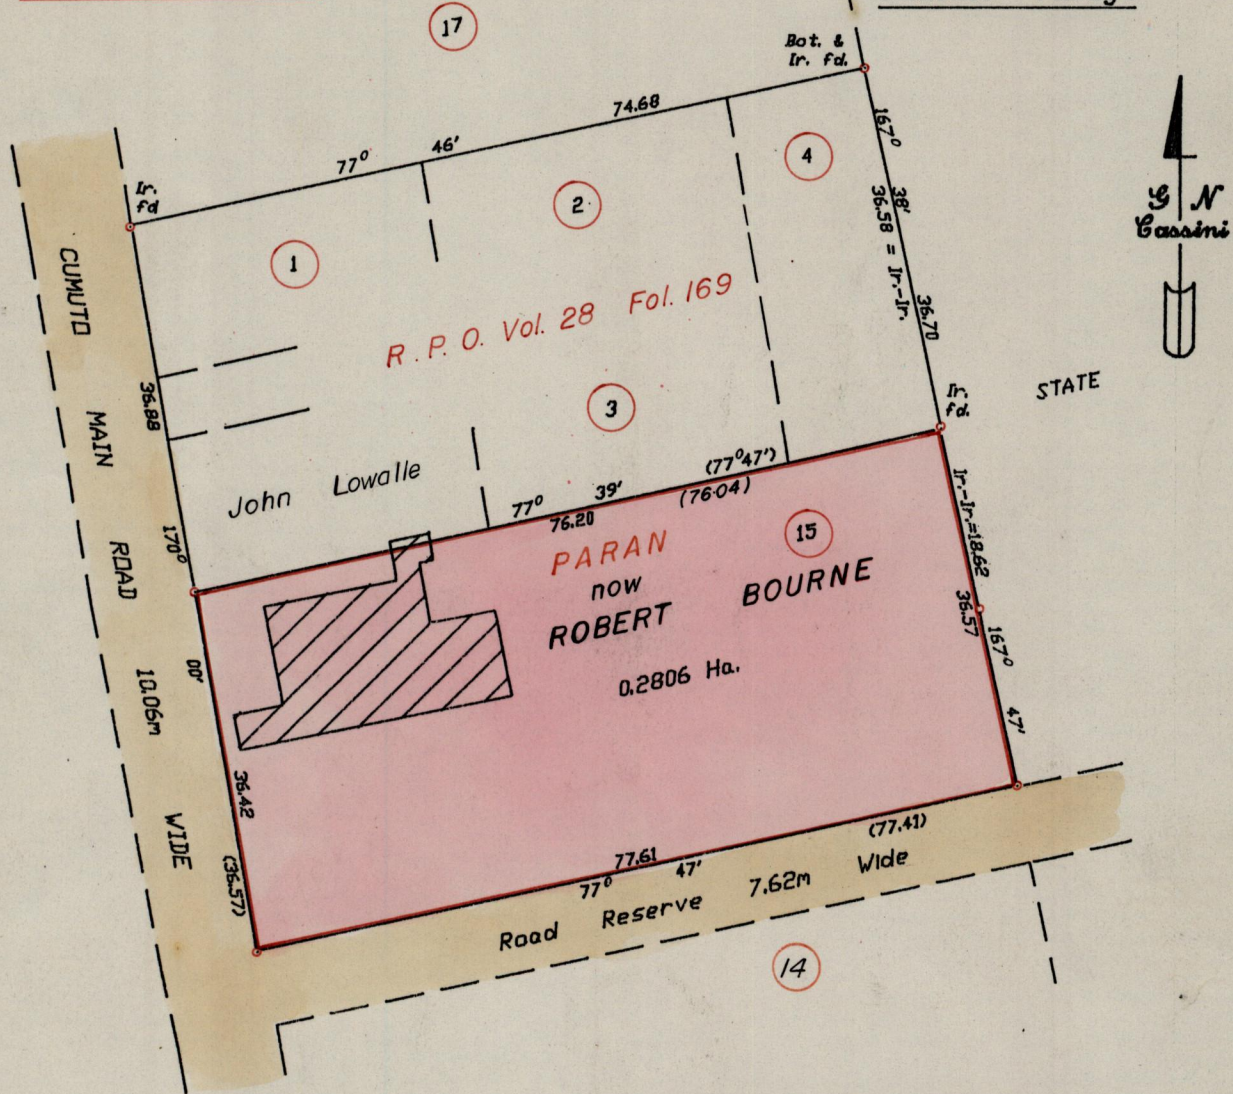 17
Bot. &
Ir. fd.
74.68
46'
77°
167°
38'
36.58 = Ir.-Ir.
36.70
4
2
1
Ir.
fd
G N
Cassini
CUMUTO
MAIN
ROAD
10.06m
WIDE
R. P. O. Vol. 28 Fol. 169
36.88
3
STATE
Ir.
fd.
John Lowalle
(77°47')
77° 39'
76.20
(76.04)
170°
00'
15
PARAN
now
ROBERT BOURNE
0.2806 Ha.
Ir.-Ir.=18.62
36.57
167°
47'
36.42
(36.57)
77.61
77° 47'
(77.41)
Road Reserve 7.62m Wide
14